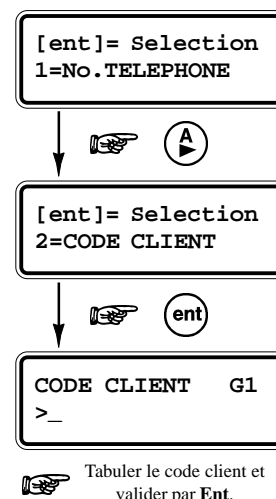 [ent]= Selection
1=No.TELEPHONE
A
[ent]= Selection
2=CODE CLIENT
ent
CODE CLIENT G1
>_
Tabuler le code client et
valider par Ent.